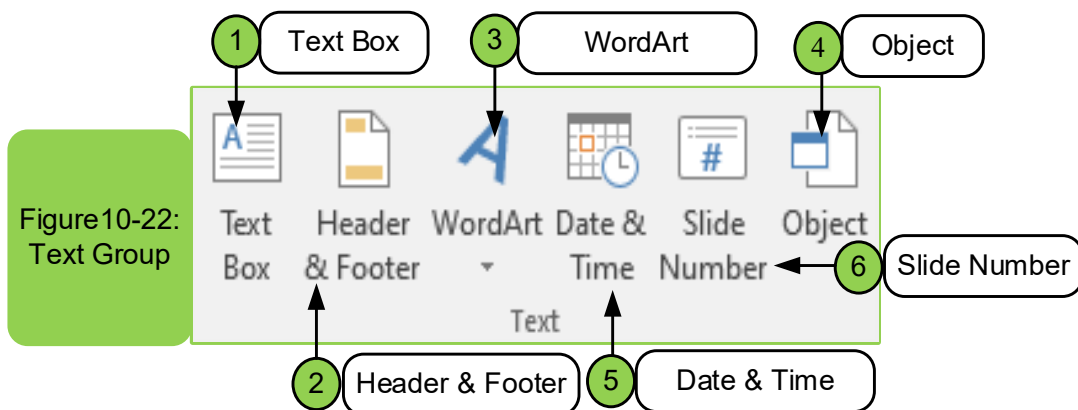 1 Text Box
3 WordArt
4 Object
Figure10-22:
Text Group
A
A
#
Text
Box
Header
& Footer
WordArt
Date &
Time
Slide
Number
Object
Text
6 Slide Number
2 Header & Footer
5 Date & Time